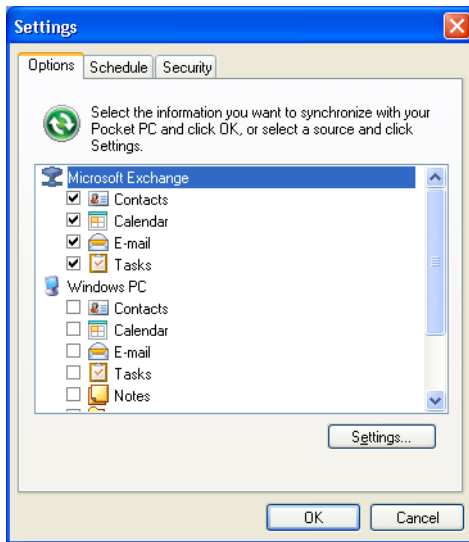 Settings
Options Schedule Security
Select the information you want to synchronize with your
Pocket PC and click OK, or select a source and click
Settings.
Microsoft Exchange
Contacts
Calendar
E-mail
Tasks
Windows PC
Contacts
Calendar
E-mail
Tasks
Notes
Settings...
OK Cancel